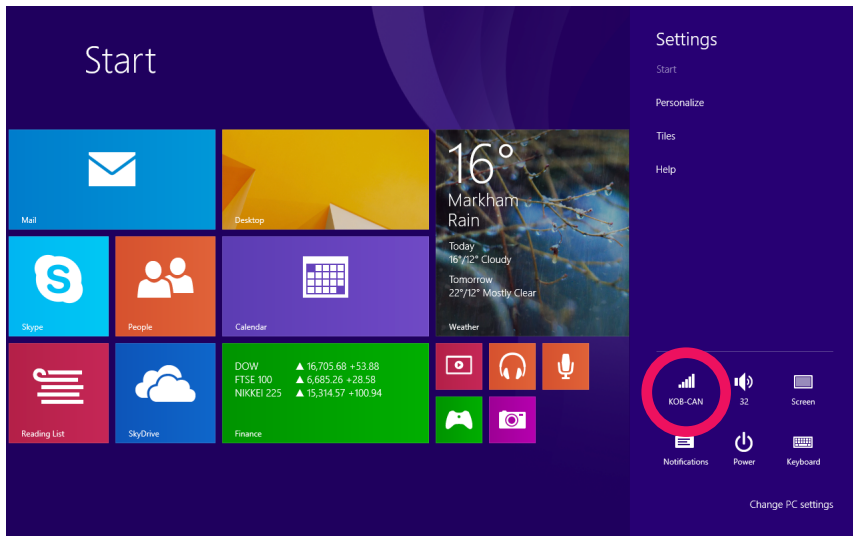 Start
Mail
Desktop
16°
Markham
Rain
Today
16°/12° Cloudy
Tomorrow
22°/12° Mostly Clear
Weather
S
Skype
People
Calendar
Reading List
SkyDrive
DOW ▲ 16,705.68 +53.88
FTSE 100 ▲ 6,685.26 +28.58
NIKKEI 225 ▲ 15,314.57 +100.94
Finance
Settings
Start
Personalize
Tiles
Help
KOB-CAN
32
Screen
Notifications
Power
Keyboard
Change PC settings